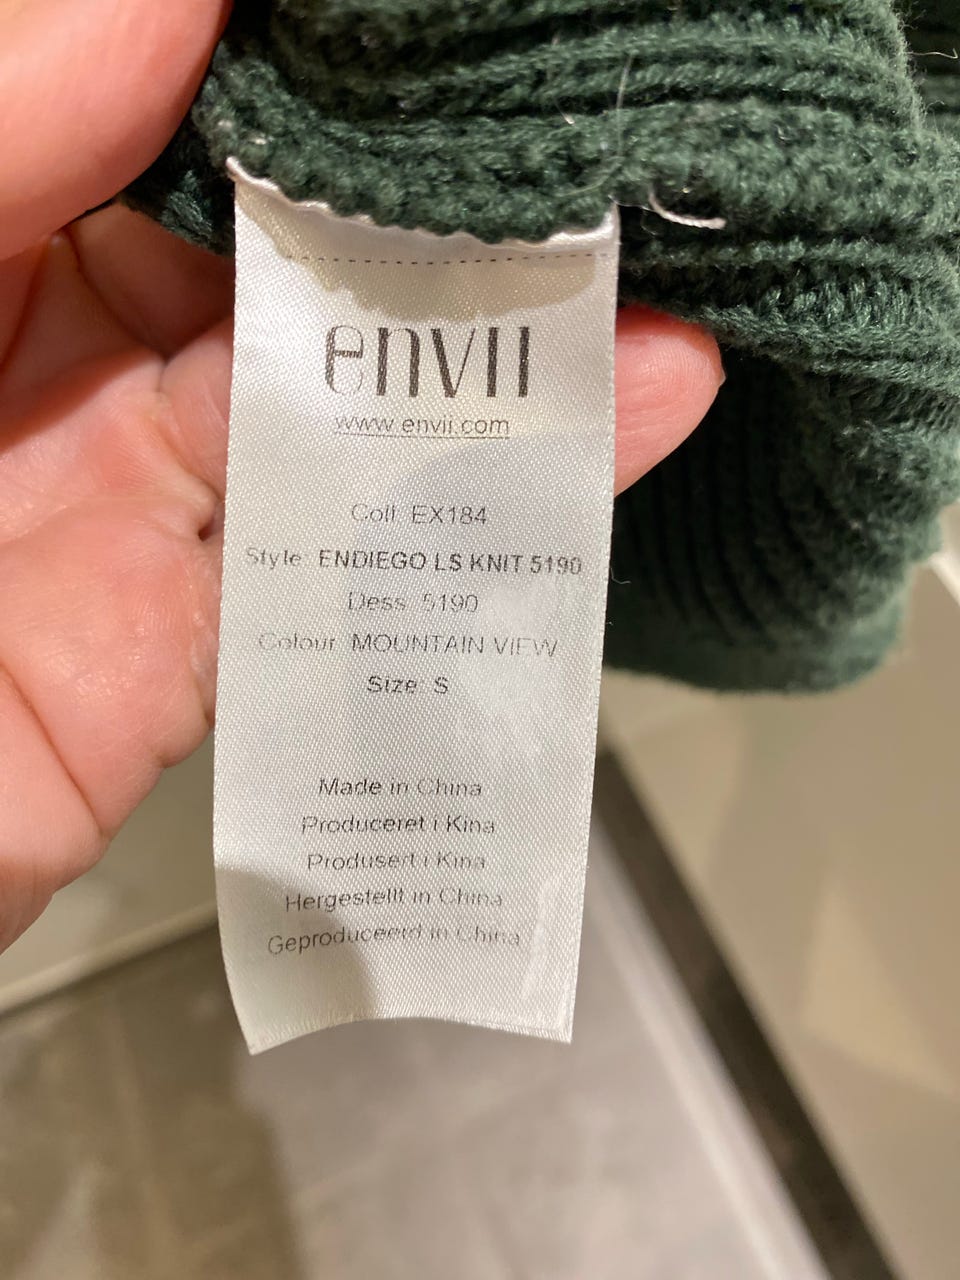 envii
www.envii.com
Coll. EX184
Style: ENDIEGO LS KNIT 5190
Dess. 5190
Colour: MOUNTAIN VIEW
Size: S
Made in China
Produceret i Kina
Produsert i Kina
Hergestellt in China
Geproduceerd in China